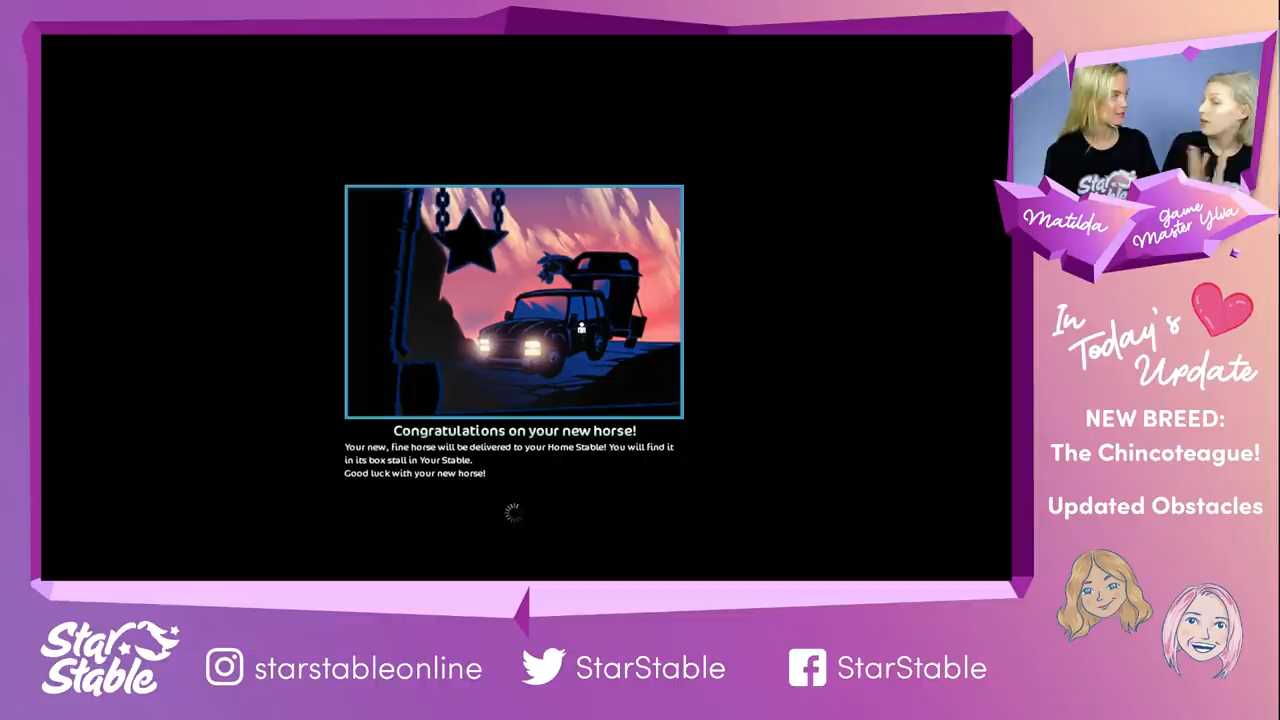 Congratulations on your new horse!
Your new, fine horse will be delivered to your Home Stable! You will find it
in its box stall in Your Stable.
Good luck with your new horse!
Star
Stable
Matilda
Game
Master Ylva
In
Today's
Update
NEW BREED:
The Chincoteague!
Updated Obstacles
Star
Stable
starstableonline
StarStable
StarStable